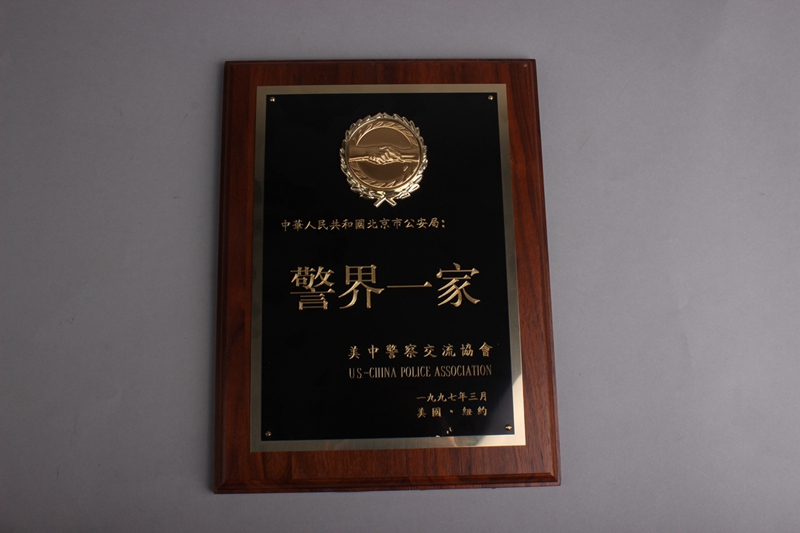 中華人民共和國北京市公安局：
警界一家
美中警察交流協會
US-CHINA POLICE ASSOCIATION
一九九七年三月
美國·紐約